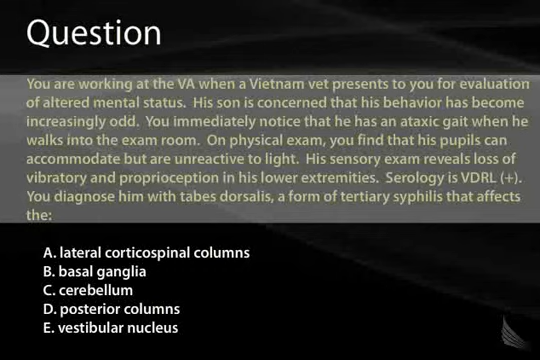 Question
You are working at the VA when a Vietnam vet presents to you for evaluation
of altered mental status. His son is concerned that his behavior has become
increasingly odd. You immediately notice that he has an ataxic gait when he
walks into the exam room. On physical exam, you find that his pupils can
accommodate but are unreactive to light. His sensory exam reveals loss of
vibratory and proprioception in his lower extremities. Serology is VDRL (+).
You diagnose him with tabes dorsalis, a form of tertiary syphilis that affects
the:
A. lateral corticospinal columns
B. basal ganglia
C. cerebellum
D. posterior columns
E. vestibular nucleus